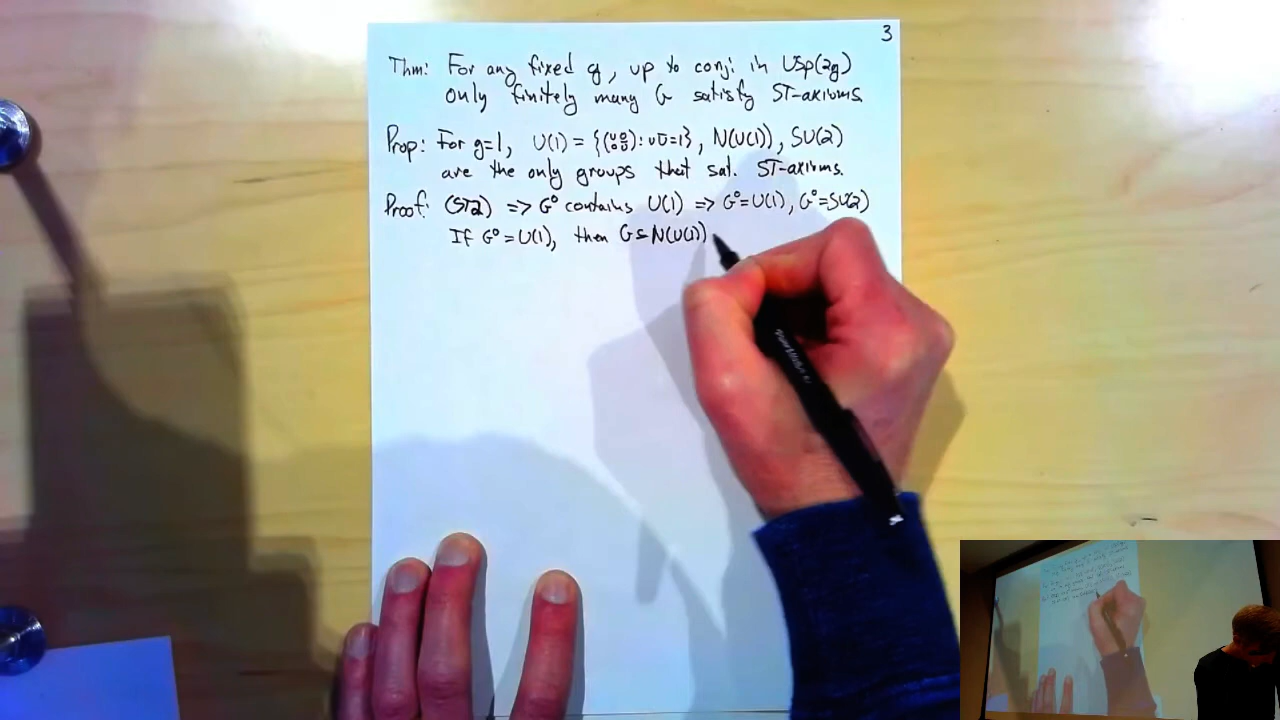 3
Thm: For any fixed g, up to conj. in USp(2g)
only finitely many G satisfy ST-axioms.
Prop: For g=1, U(1) = {(u 0 0 ū): uū=1}, N(U(1)), SU(2)
are the only groups that sat. ST-axioms.
Proof: (ST2) => G° contains U(1) => G°=U(1), G°=SU(2)
If G°=U(1), then G⊆N(U(1))